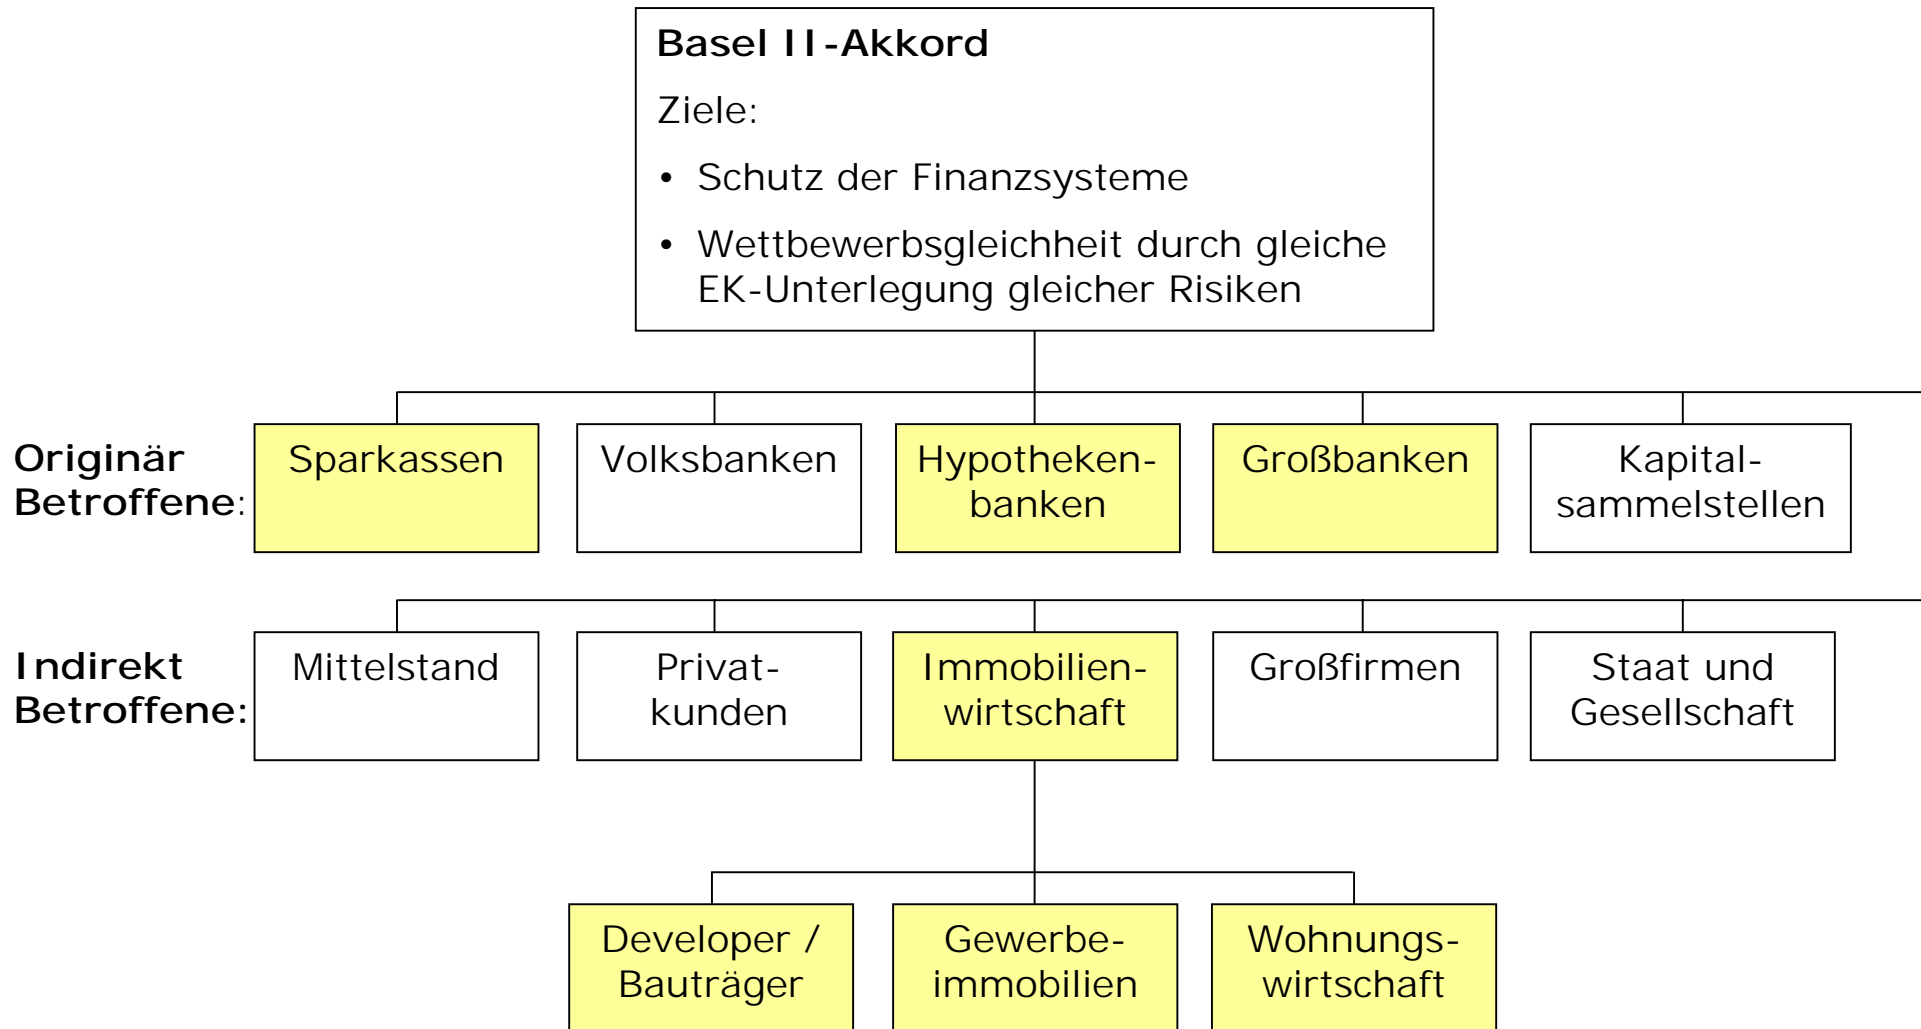 Basel II-Akkord
Ziele:
• Schutz der Finanzsysteme
• Wettbewerbsgleichheit durch gleiche
EK-Unterlegung gleicher Risiken
Originär
Betroffene:
Sparkassen
Volksbanken
Hypotheken-
banken
Großbanken
Kapital-
sammelstellen
Indirekt
Betroffene:
Mittelstand
Privat-
kunden
Immobilien-
wirtschaft
Großfirmen
Staat und
Gesellschaft
Developer /
Bauträger
Gewerbe-
immobilien
Wohnungs-
wirtschaft